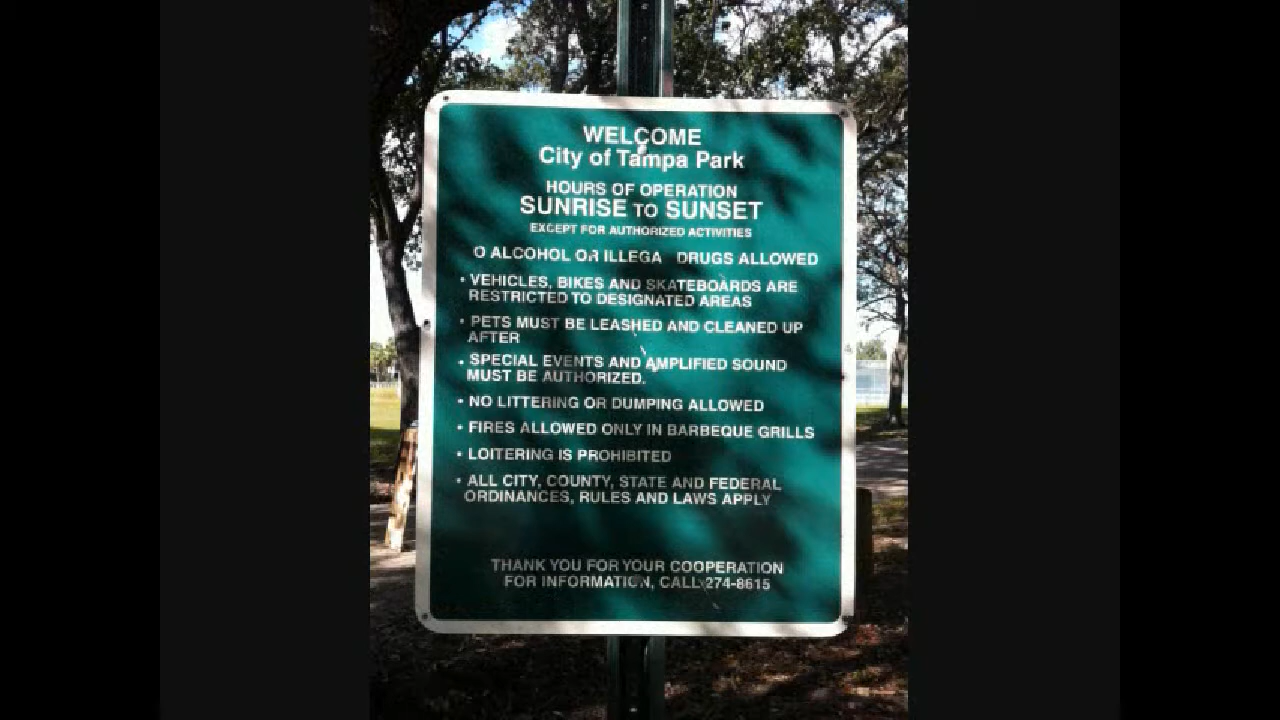 WELCOME
City of Tampa Park
HOURS OF OPERATION
SUNRISE TO SUNSET
EXCEPT FOR AUTHORIZED ACTIVITIES
O ALCOHOL OR ILLEGA DRUGS ALLOWED
• VEHICLES, BIKES AND SKATEBOARDS ARE
RESTRICTED TO DESIGNATED AREAS
• PETS MUST BE LEASHED AND CLEANED UP
AFTER
• SPECIAL EVENTS AND AMPLIFIED SOUND
MUST BE AUTHORIZED.
• NO LITTERING OR DUMPING ALLOWED
• FIRES ALLOWED ONLY IN BARBEQUE GRILLS
• LOITERING IS PROHIBITED
• ALL CITY, COUNTY, STATE AND FEDERAL
ORDINANCES, RULES AND LAWS APPLY
THANK YOU FOR YOUR COOPERATION
FOR INFORMATION, CALL 274-8615